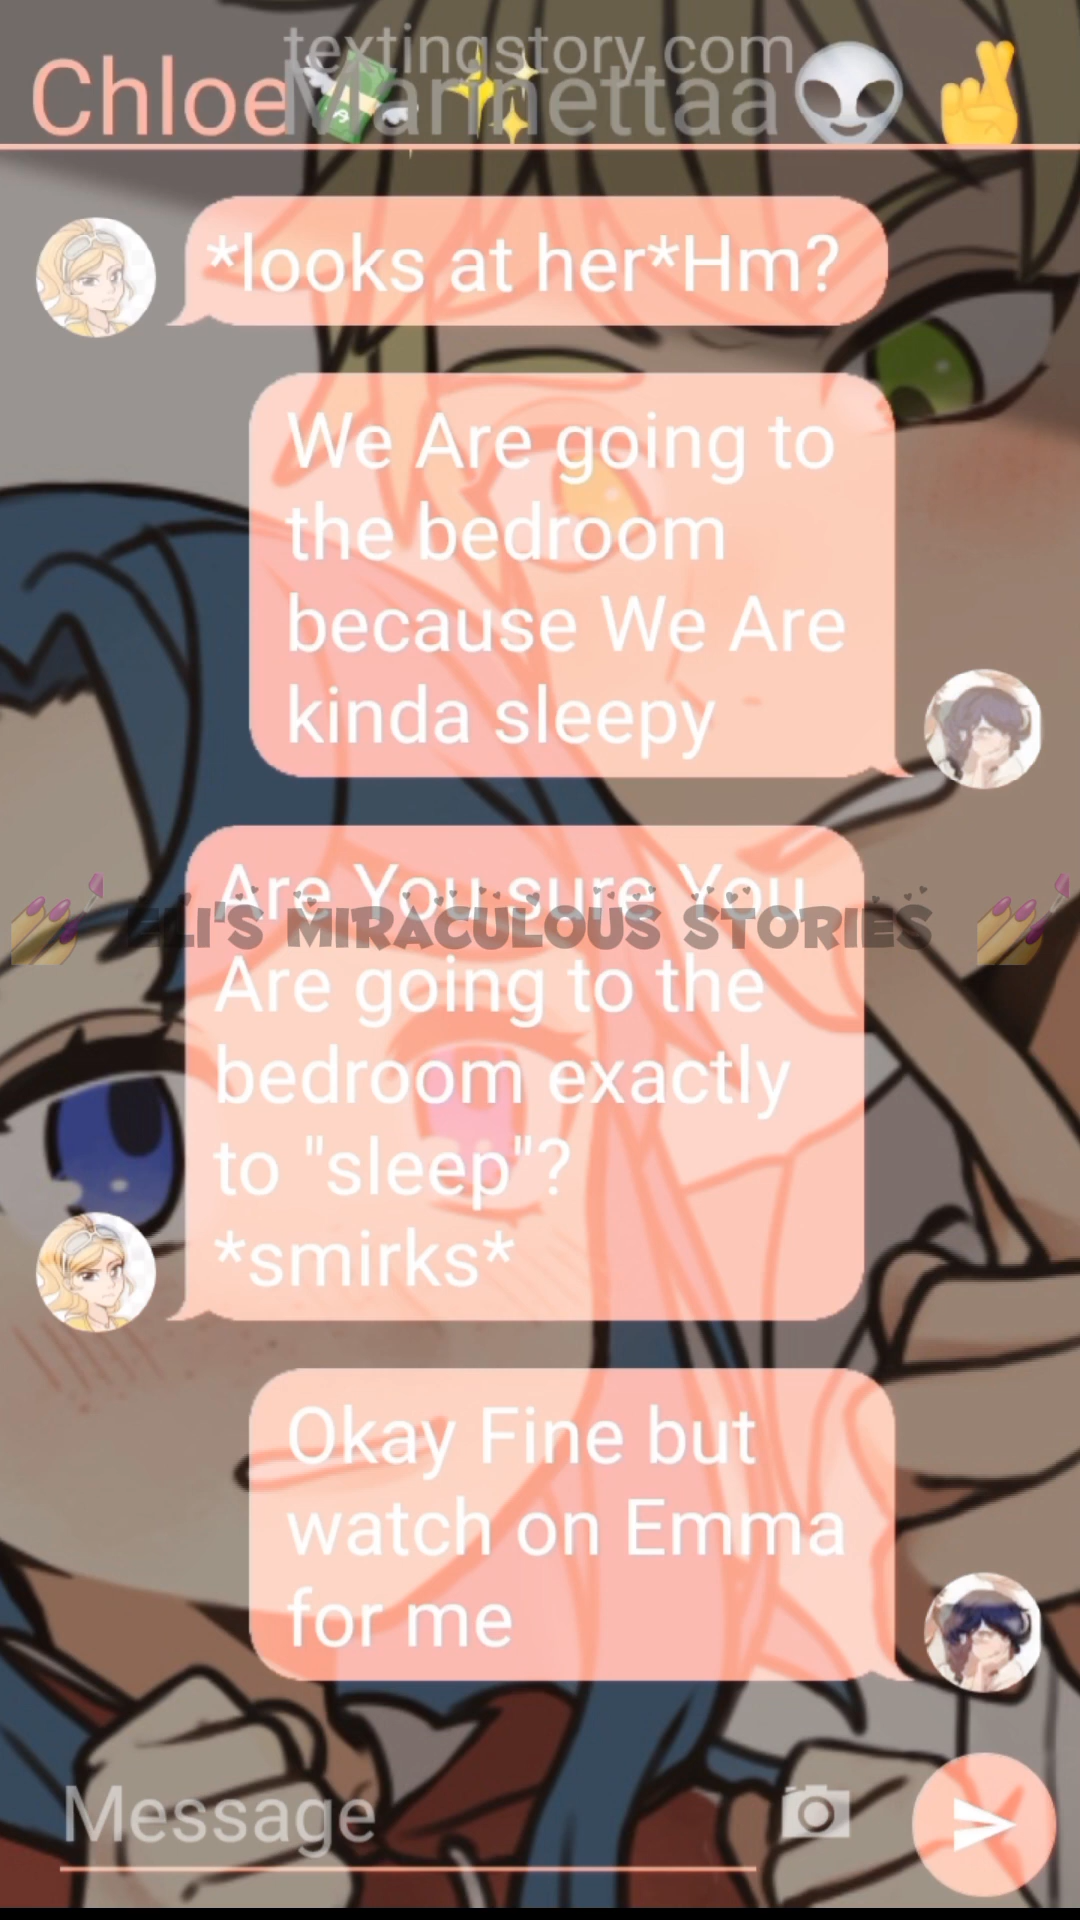 textingstory.com
Chloe💸✨ Marinettaa👽🤞
*looks at her*Hm?
We Are going to
the bedroom
because We Are
kinda sleepy
Are You sure You
ELI'S MIRACULOUS STORIES
Are going to the
bedroom exactly
to "sleep"?
*smirks*
Okay Fine but
watch on Emma
for me
Message